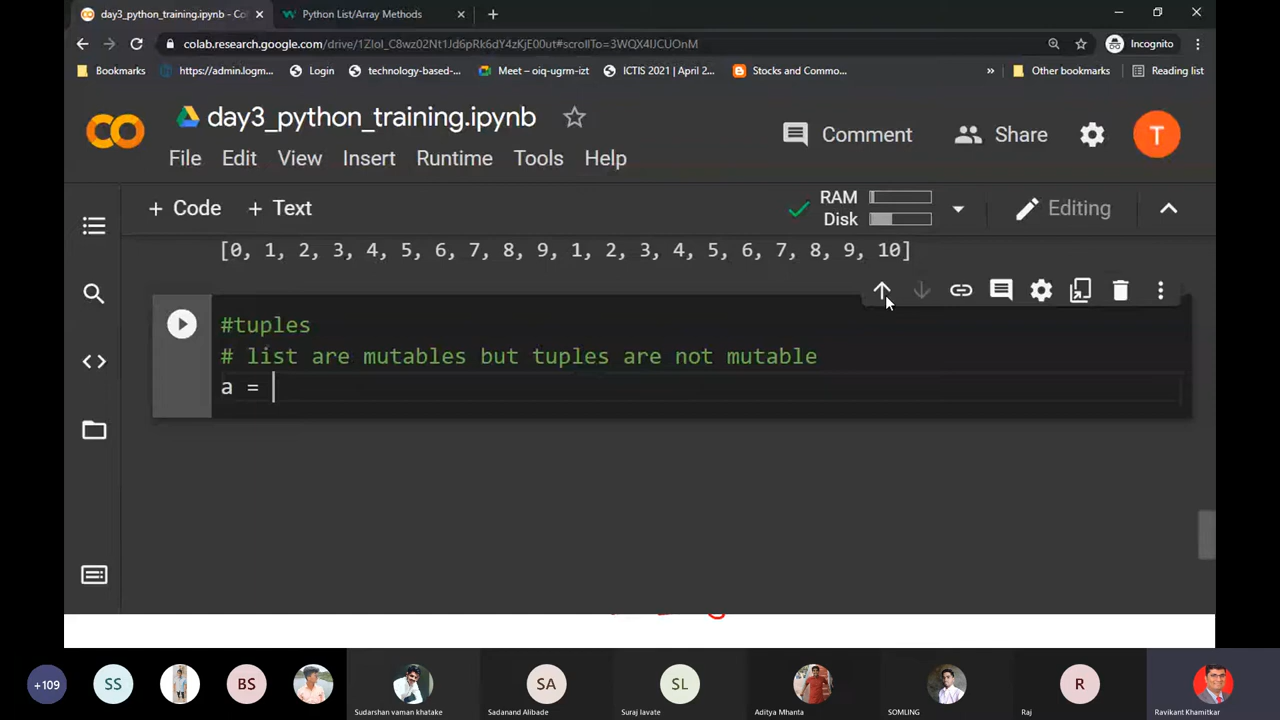 day3_python_training.ipynb - Col
Python List/Array Methods
colab.research.google.com/drive/1ZIoI_C8wz02Nt1Jd6pRk6dY4zKjE00ut#scrollTo=3WQX4IJCUOnM
Incognito
Bookmarks
https://admin.logm...
Login
technology-based-...
Meet – oiq-ugrm-izt
ICTIS 2021 | April 2...
Stocks and Commo...
»
Other bookmarks
Reading list
CO
day3_python_training.ipynb
Comment
Share
T
File Edit View Insert Runtime Tools Help
+ Code + Text
RAM
Disk
Editing
[0, 1, 2, 3, 4, 5, 6, 7, 8, 9, 1, 2, 3, 4, 5, 6, 7, 8, 9, 10]
#tuples
# list are mutables but tuples are not mutable
a =
+109
SS
BS
SA
SL
R
Sudarshan vaman khatake
Sadanand Alibade
Suraj Javate
Aditya Mhanta
SOMLING
Raj
Ravikant Khamitkar